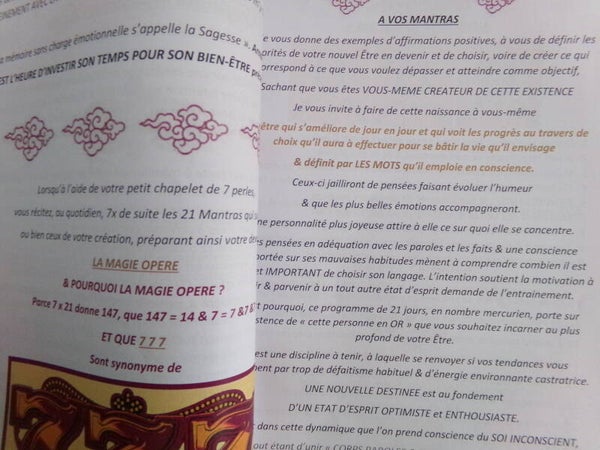 EINEMENT AVEC
a mémoire sans charge émotionnelle s'appelle la Sagesse
EST L'HEURE D'INVESTIR SON TEMPS POUR SON BIEN-ÊTRE
Lorsqu'à l'aide de votre petit chapelet de 7 perles,
vous récitez, au quotidien, 7x de suite les 21 Mantras
ou bien ceux de votre création, préparant ainsi votre
LA MAGIE OPERE
& POURQUOI LA MAGIE OPERE ?
Parce 7 x 21 donne 147, que 147 = 14 & 7 = 7 &7
ET QUE 7 7 7
Sont synonyme de
777
A VOS MANTRAS
e vous donne des exemples d'affirmations positives, à vous de définir les
arités de votre nouvel Être en devenir et de choisir, voire de créer ce qui
orrespond à ce que vous voulez dépasser et atteindre comme objectif,
Sachant que vous êtes VOUS-MEME CREATEUR DE CETTE EXISTENCE
Je vous invite à faire de cette naissance à vous-même
être qui s'améliore de jour en jour et qui voit les progrès au travers de
choix qu'il aura à effectuer pour se bâtir la vie qu'il envisage
& définit par LES MOTS qu'il emploie en conscience.
Ceux-ci jailliront de pensées faisant évoluer l'humeur
& que les plus belles émotions accompagneront.
ne personnalité plus joyeuse attire à elle ce sur quoi elle se concentre.
es pensées en adéquation avec les paroles et les faits & une conscience
portée sur ses mauvaises habitudes mènent à comprendre combien il est
et IMPORTANT de choisir son langage. L'intention soutient la motivation à
ir & parvenir à un tout autre état d'esprit demande de l'entrainement.
st pourquoi, ce programme de 21 jours, en nombre mercurien, porte sur
istence de « cette personne en OR » que vous souhaitez incarner au plus
profond de votre Être.
est une discipline à tenir, à laquelle se renvoyer si vos tendances vous
nent par trop de défaitisme habituel & d'énergie environnante castratrice.
UNE NOUVELLE DESTINEE est au fondement
D'UN ETAT D'ESPRIT OPTIMISTE et ENTHOUSIASTE.
dans cette dynamique que l'on prend conscience du SOI INCONSCIENT,
out étant d'unir « CORPS